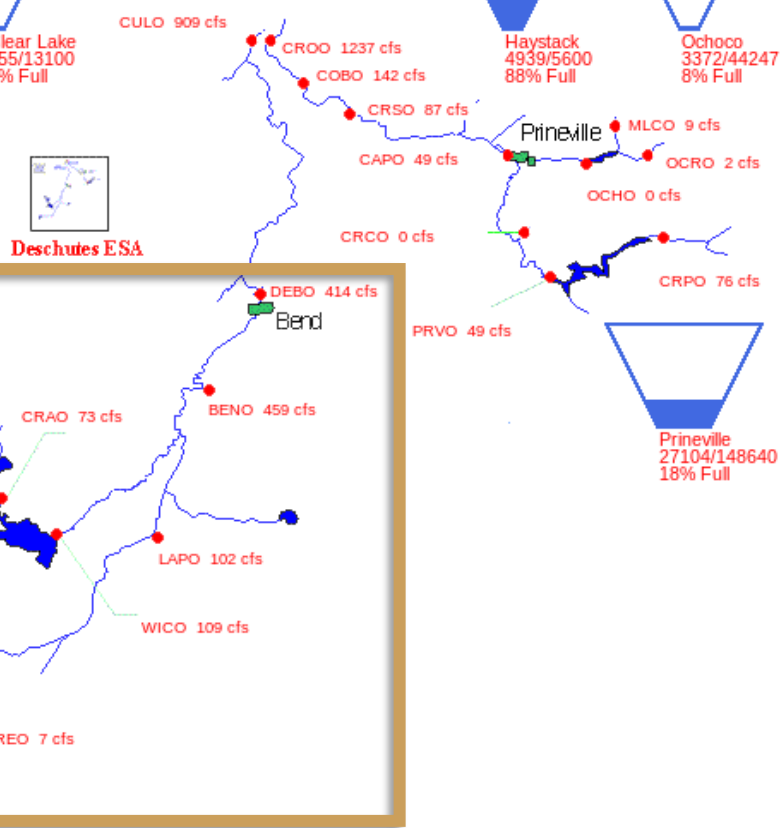 CULO 909 cfs
lear Lake
55/13100
% Full
CROO 1237 cfs
Haystack
4939/5600
88% Full
Ochoco
3372/44247
8% Full
COBO 142 cfs
CRSO 87 cfs
Prineville
MLCO 9 cfs
CAPO 49 cfs
OCRO 2 cfs
OCHO 0 cfs
CRCO 0 cfs
Deschutes ESA
DEBO 414 cfs
CRPO 76 cfs
Bend
PRVO 49 cfs
BENO 459 cfs
CRAO 73 cfs
Prineville
27104/148640
18% Full
LAPO 102 cfs
WICO 109 cfs
REO 7 cfs